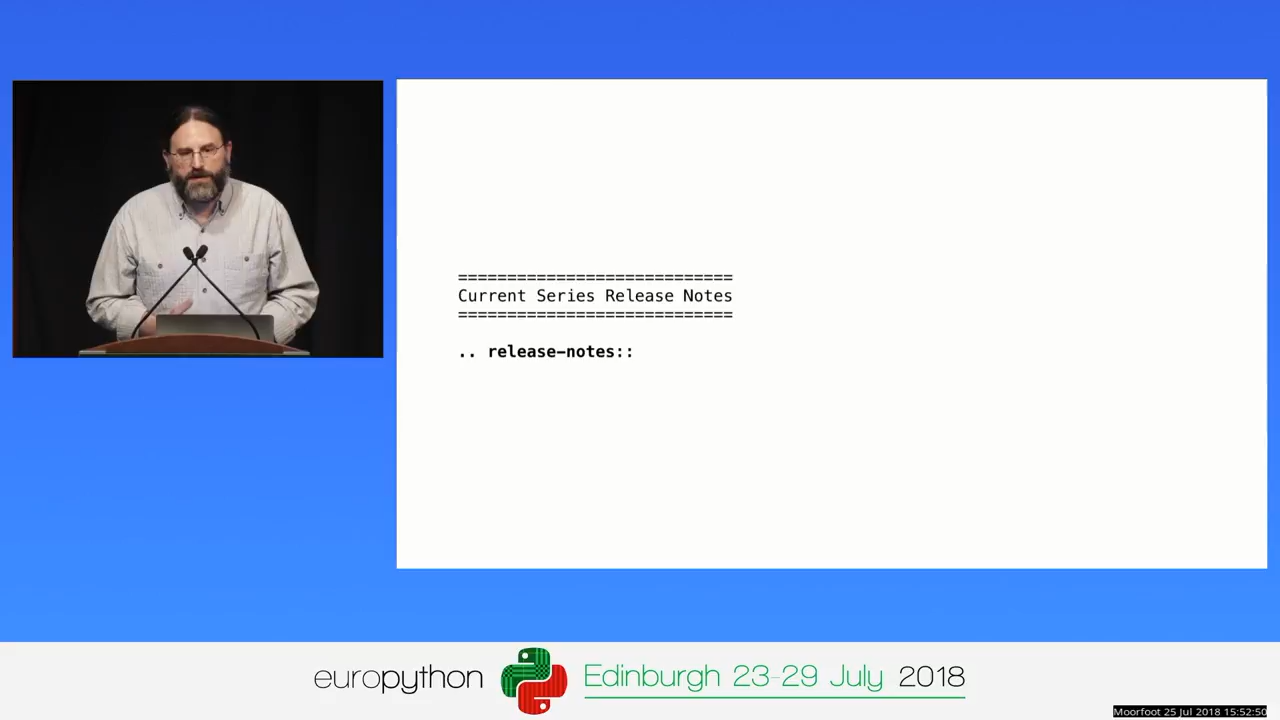 ============================
Current Series Release Notes
============================
.. release-notes::
europython
Edinburgh 23-29 July 2018
Moorfoot 25 Jul 2018 15:52:50